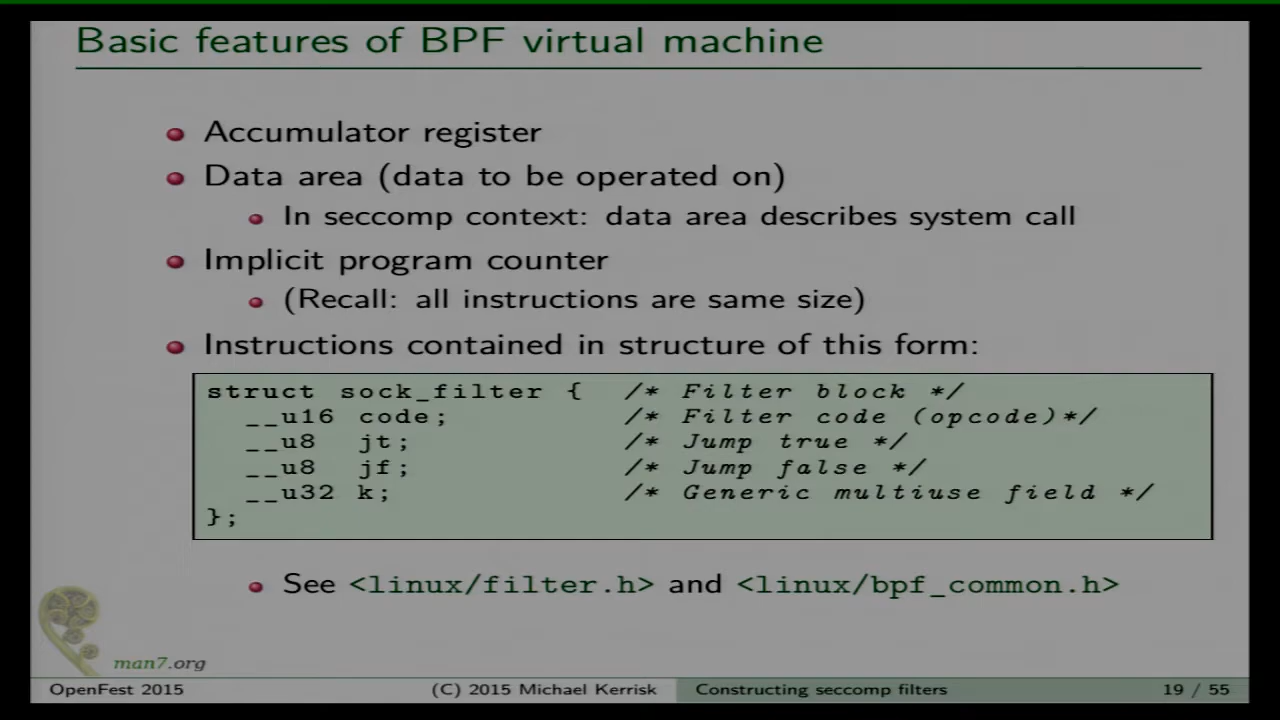 Basic features of BPF virtual machine
Accumulator register
Data area (data to be operated on)
In seccomp context: data area describes system call
Implicit program counter
(Recall: all instructions are same size)
Instructions contained in structure of this form:
struct sock_filter {    /* Filter block */
  __u16 code;           /* Filter code (opcode)*/
  __u8  jt;             /* Jump true */
  __u8  jf;             /* Jump false */
  __u32 k;              /* Generic multiuse field */
};
See <linux/filter.h> and <linux/bpf_common.h>
man7.org
OpenFest 2015 (C) 2015 Michael Kerrisk Constructing seccomp filters 19 / 55